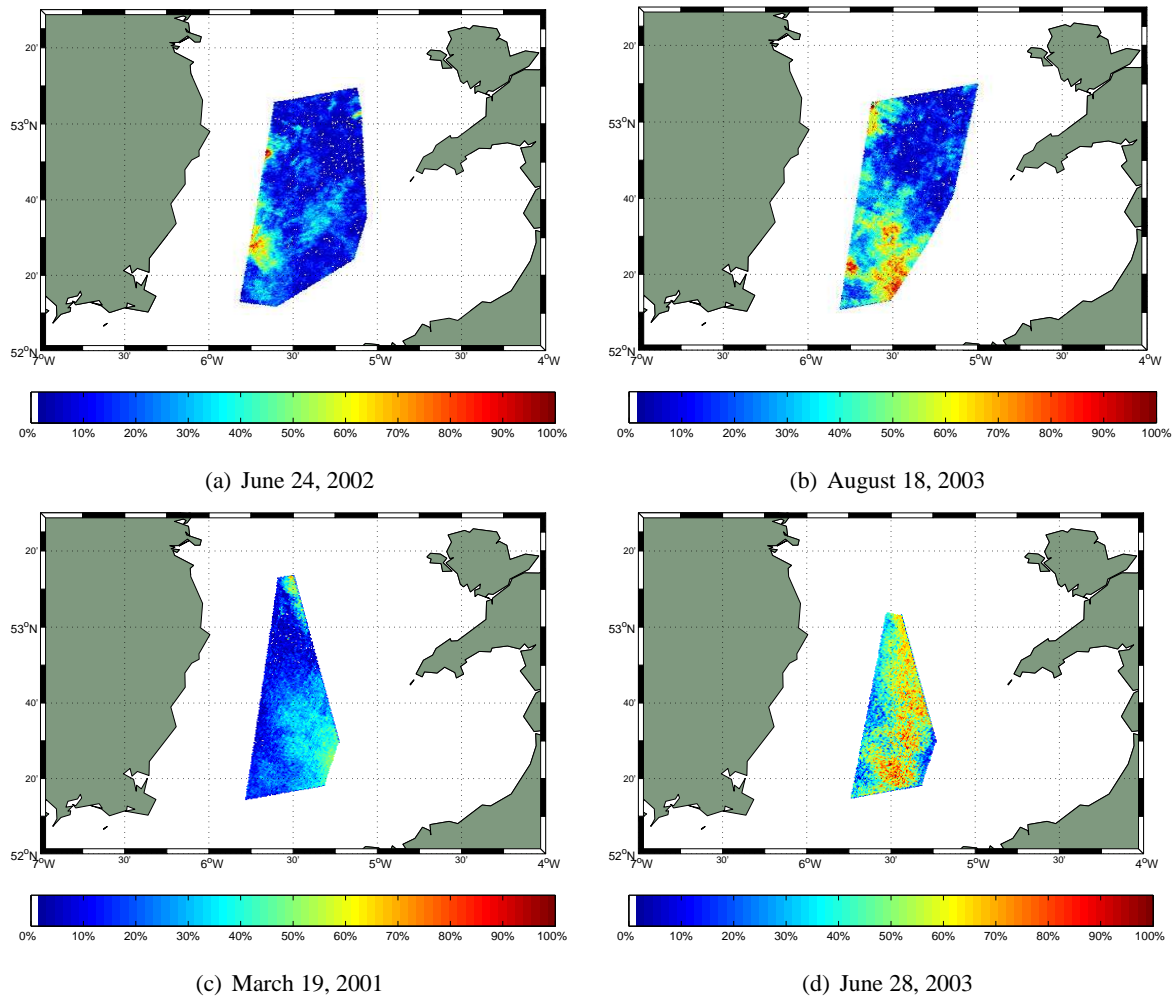 20'
53°N
40'
20'
52°N
7°W 30' 6°W 30' 5°W 30' 4°W
0% 10% 20% 30% 40% 50% 60% 70% 80% 90% 100%
(a) June 24, 2002
20'
53°N
40'
20'
52°N
7°W 30' 6°W 30' 5°W 30' 4°W
0% 10% 20% 30% 40% 50% 60% 70% 80% 90% 100%
(b) August 18, 2003
20'
53°N
40'
20'
52°N
7°W 30' 6°W 30' 5°W 30' 4°W
0% 10% 20% 30% 40% 50% 60% 70% 80% 90% 100%
(c) March 19, 2001
20'
53°N
40'
20'
52°N
7°W 30' 6°W 30' 5°W 30' 4°W
0% 10% 20% 30% 40% 50% 60% 70% 80% 90% 100%
(d) June 28, 2003